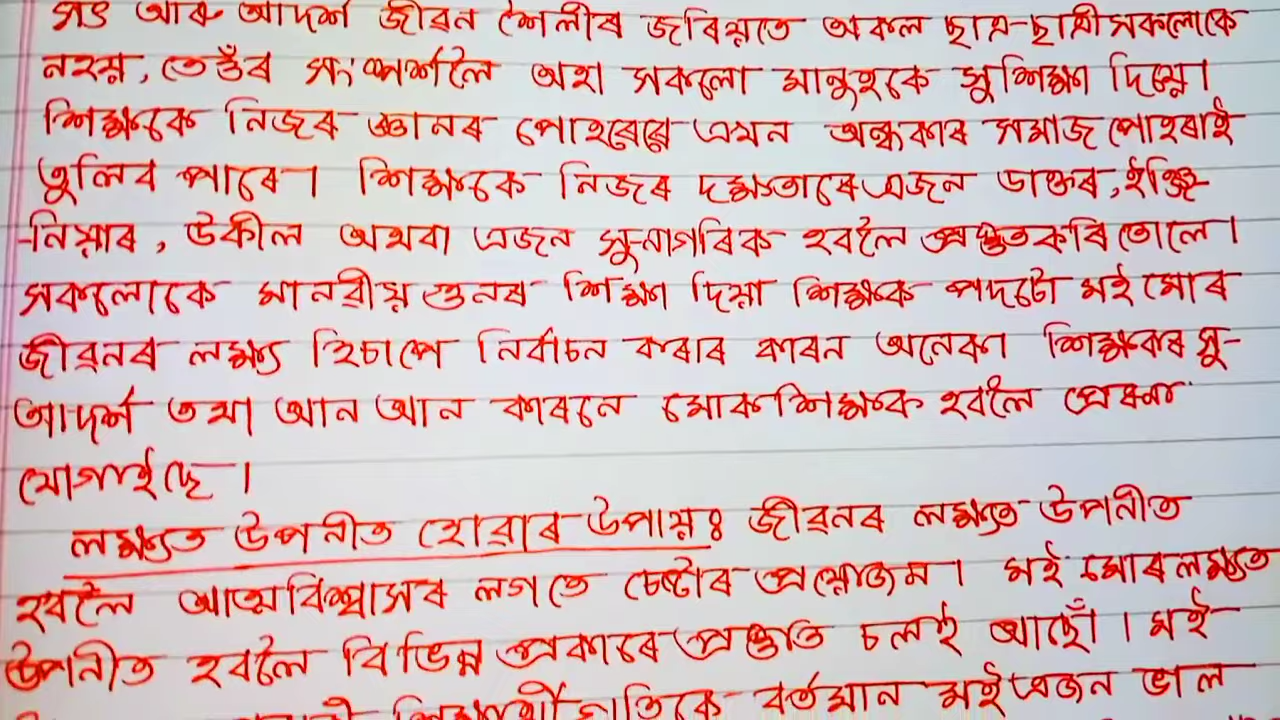 সৎ আৰু আদৰ্শ জীৱন শৈলীৰ জৰিয়তে অকল ছাত্ৰ-ছাত্ৰী সকলোকে
নহয়, তেওঁৰ সংস্পৰ্শলৈ অহা সকলো মানুহকে সু শিক্ষা দিয়ে।
শিক্ষকে নিজৰ জ্ঞানৰ পোহৰেৰে এখন অন্ধকাৰ সমাজ পোহৰাই
তুলিব পাৰে। শিক্ষকে নিজৰ দক্ষতাৰে এজন ডাক্তৰ, ইঞ্জি-
-নিয়াৰ, উকীল অথবা এজন সু-নাগৰিক হবলৈ প্ৰস্তুত কৰি তোলে।
সকলোকে মানৱীয় গুনৰ শিক্ষা দিয়া শিক্ষক পদটো মই মোৰ
জীৱনৰ লক্ষ্য হিচাপে নিৰ্বাচন কৰাৰ কাৰন অনেক। শিক্ষকৰ সু-
আদৰ্শ তথা আন আন কাৰনে মোক শিক্ষক হবলৈ প্ৰেৰণা
যোগাইছে।
লক্ষ্যত উপনীত হোৱাৰ উপায়ঃ জীৱনৰ লক্ষ্যত উপনীত
হবলৈ আত্মবিশ্বাসৰ লগতে চেষ্টাৰ প্ৰয়োজন। মই মোৰ লক্ষ্যত
উপনীত হবলৈ বিভিন্ন প্ৰকাৰে প্ৰস্তুতি চলাই আছোঁ। মই
বৰ্তমান মই এজন ভাল